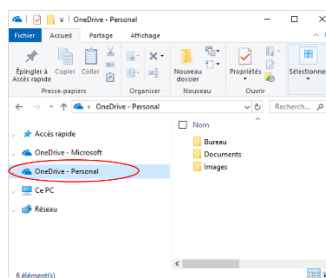 OneDrive - Personal
Fichier Accueil Partage Affichage
Épingler à Accès rapide
Copier
Coller
Nouveau dossier
Propriétés
Sélectionne
Presse-papiers Organiser Nouveau Ouvrir
OneDrive - Personal
Recherch...
Nom
Accès rapide
OneDrive - Microsoft
OneDrive - Personal
Ce PC
Réseau
Bureau
Documents
Images
6 élément(s)